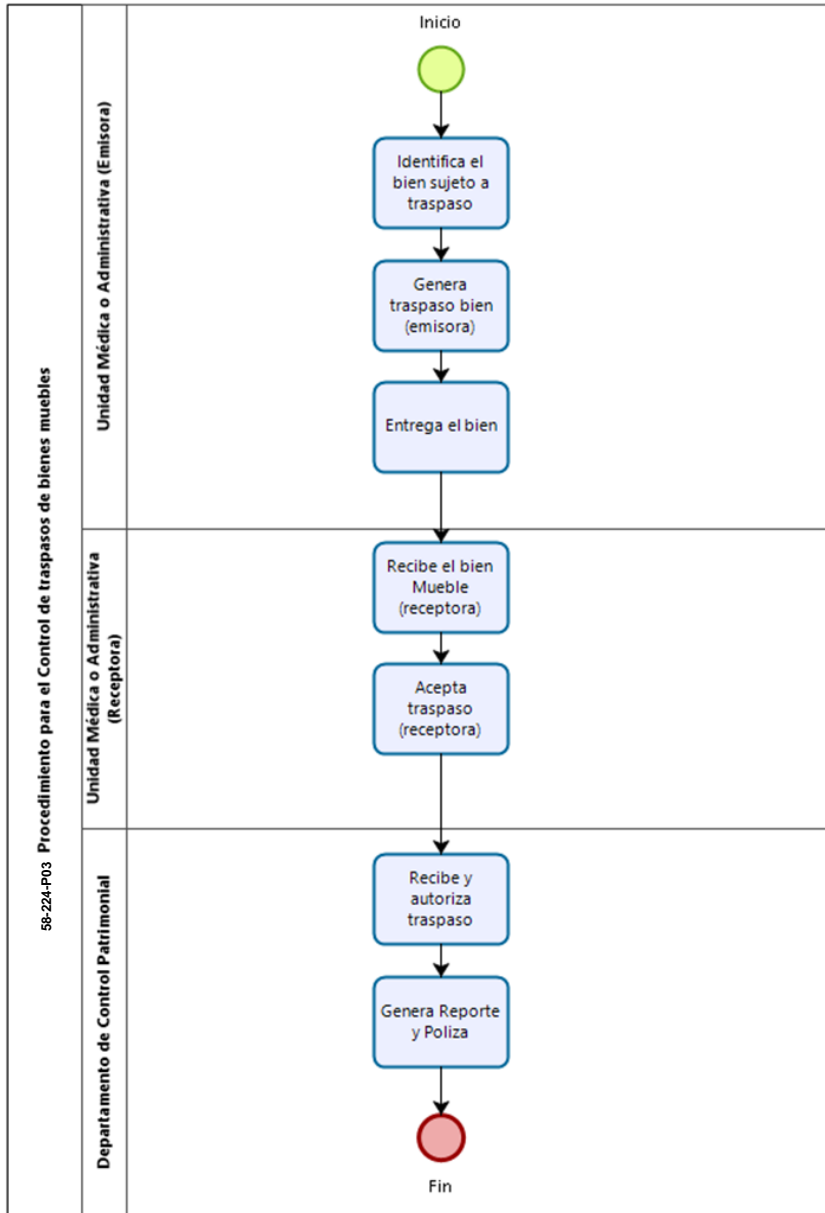 58-224-P03 Procedimiento para el Control de traspasos de bienes muebles
Unidad Médica o Administrativa (Emisora)
Inicio
Identifica el
bien sujeto a
traspaso
Genera
traspaso bien
(emisora)
Entrega el bien
Unidad Médica o Administrativa
(Receptora)
Recibe el bien
Mueble
(receptora)
Acepta
traspaso
(receptora)
Departamento de Control Patrimonial
Recibe y
autoriza
traspaso
Genera Reporte
y Poliza
Fin